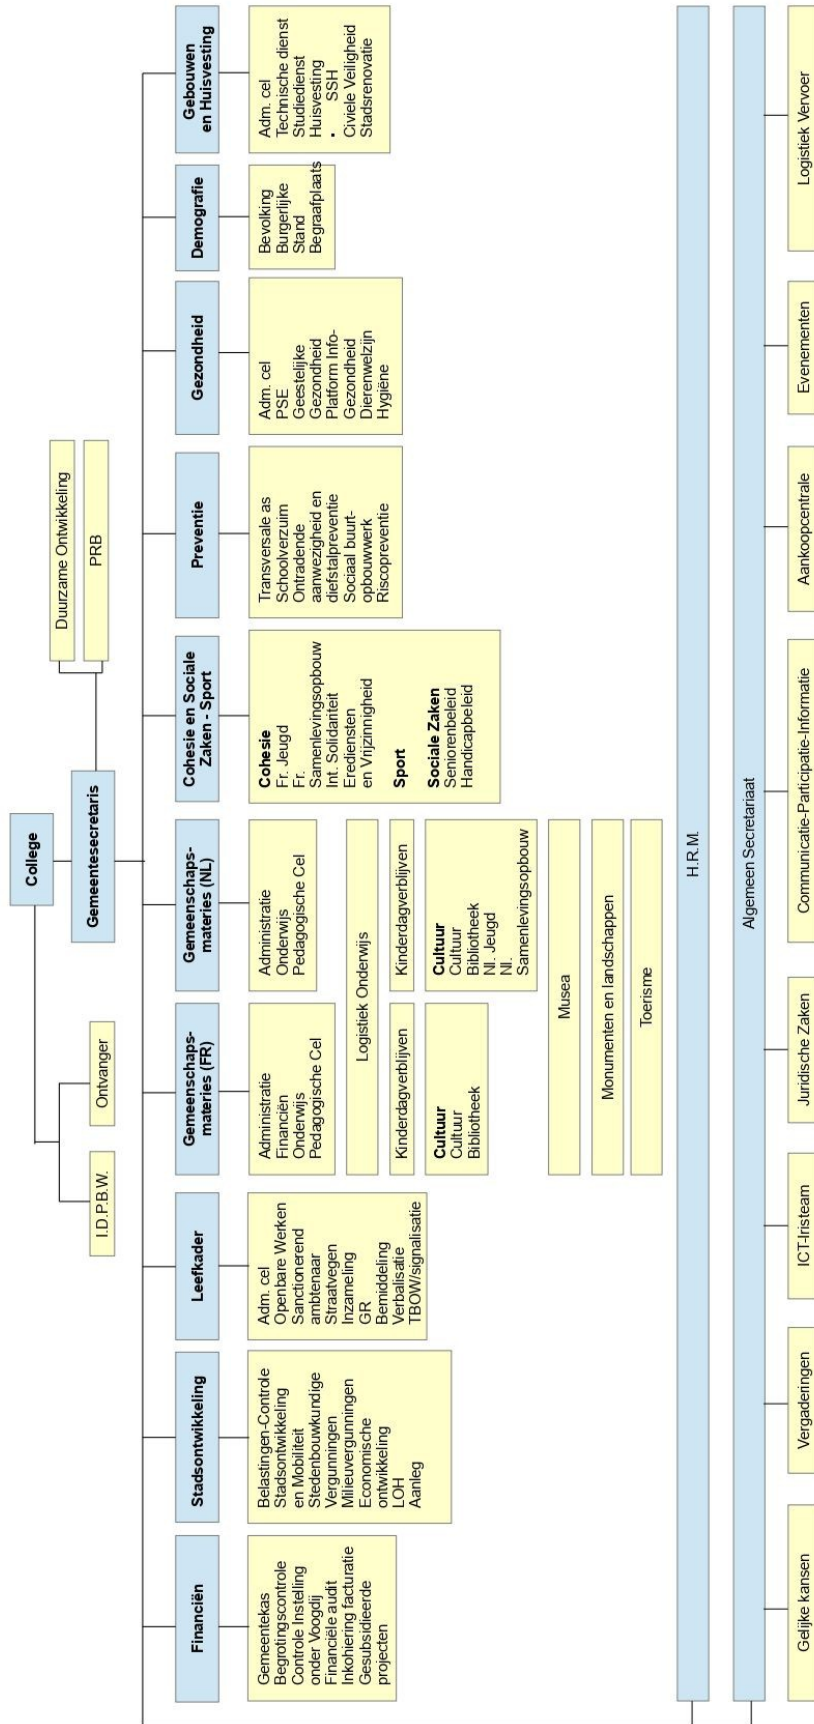 College
Gemeentesecretaris
Duurzame Ontwikkeling
PRB
I.D.P.B.W.
Ontvanger
Financiën
Gemeentekas
Begrotingscontrole
Controle Instelling
onder Voogdij
Financiële audit
Inkohiering facturatie
Gesubsidieerde
projecten
Stadsontwikkeling
Belastingen-Controle
Stadsontwikkeling
en Mobiliteit
Stedenbouwkundige
Vergunningen
Milieuvergunningen
Economische
ontwikkeling
LOH
Aanleg
Leefkader
Adm. cel
Openbare Werken
Sanctionerend
ambtenaar
Straatvegen
Inzameling
GR
Bemiddeling
Verbalisatie
TBOW/signalisatie
Gemeenschaps-
materies (FR)
Administratie
Financiën
Onderwijs
Pedagogische Cel
Gemeenschaps-
materies (NL)
Administratie
Onderwijs
Pedagogische Cel
Logistiek Onderwijs
Kinderdagverblijven
Kinderdagverblijven
Cultuur
Cultuur
Bibliotheek
Cultuur
Cultuur
Bibliotheek
Nl. Jeugd
Nl.
Samenlevingsopbouw
Musea
Monumenten en landschappen
Toerisme
Cohesie en Sociale
Zaken - Sport
Cohesie
Fr. Jeugd
Fr.
Samenlevingsopbouw
Int. Solidariteit
Erediensten
en Vrijzinnigheid
Sport
Sociale Zaken
Seniorenbeleid
Handicapbeleid
Preventie
Transversale as
Schoolverzuim
Ontradende
aanwezigheid en
diefstalpreventie
Sociaal buurt-
opbouwwerk
Riscopreventie
Gezondheid
Adm. cel
PSE
Geestelijke
Gezondheid
Platform Info-
Gezondheid
Dierenwelzijn
Hygiëne
Demografie
Bevolking
Burgerlijke
Stand
Begraafplaats
Gebouwen
en Huisvesting
Adm. cel
Technische dienst
Studiedienst
Huisvesting
• SSH
Civiele Veiligheid
Stadsrenovatie
H.R.M.
Algemeen Secretariaat
Gelijke kansen
Vergaderingen
ICT-Iristeam
Juridische Zaken
Communicatie-Participatie-Informatie
Aankoopcentrale
Evenementen
Logistiek Vervoer